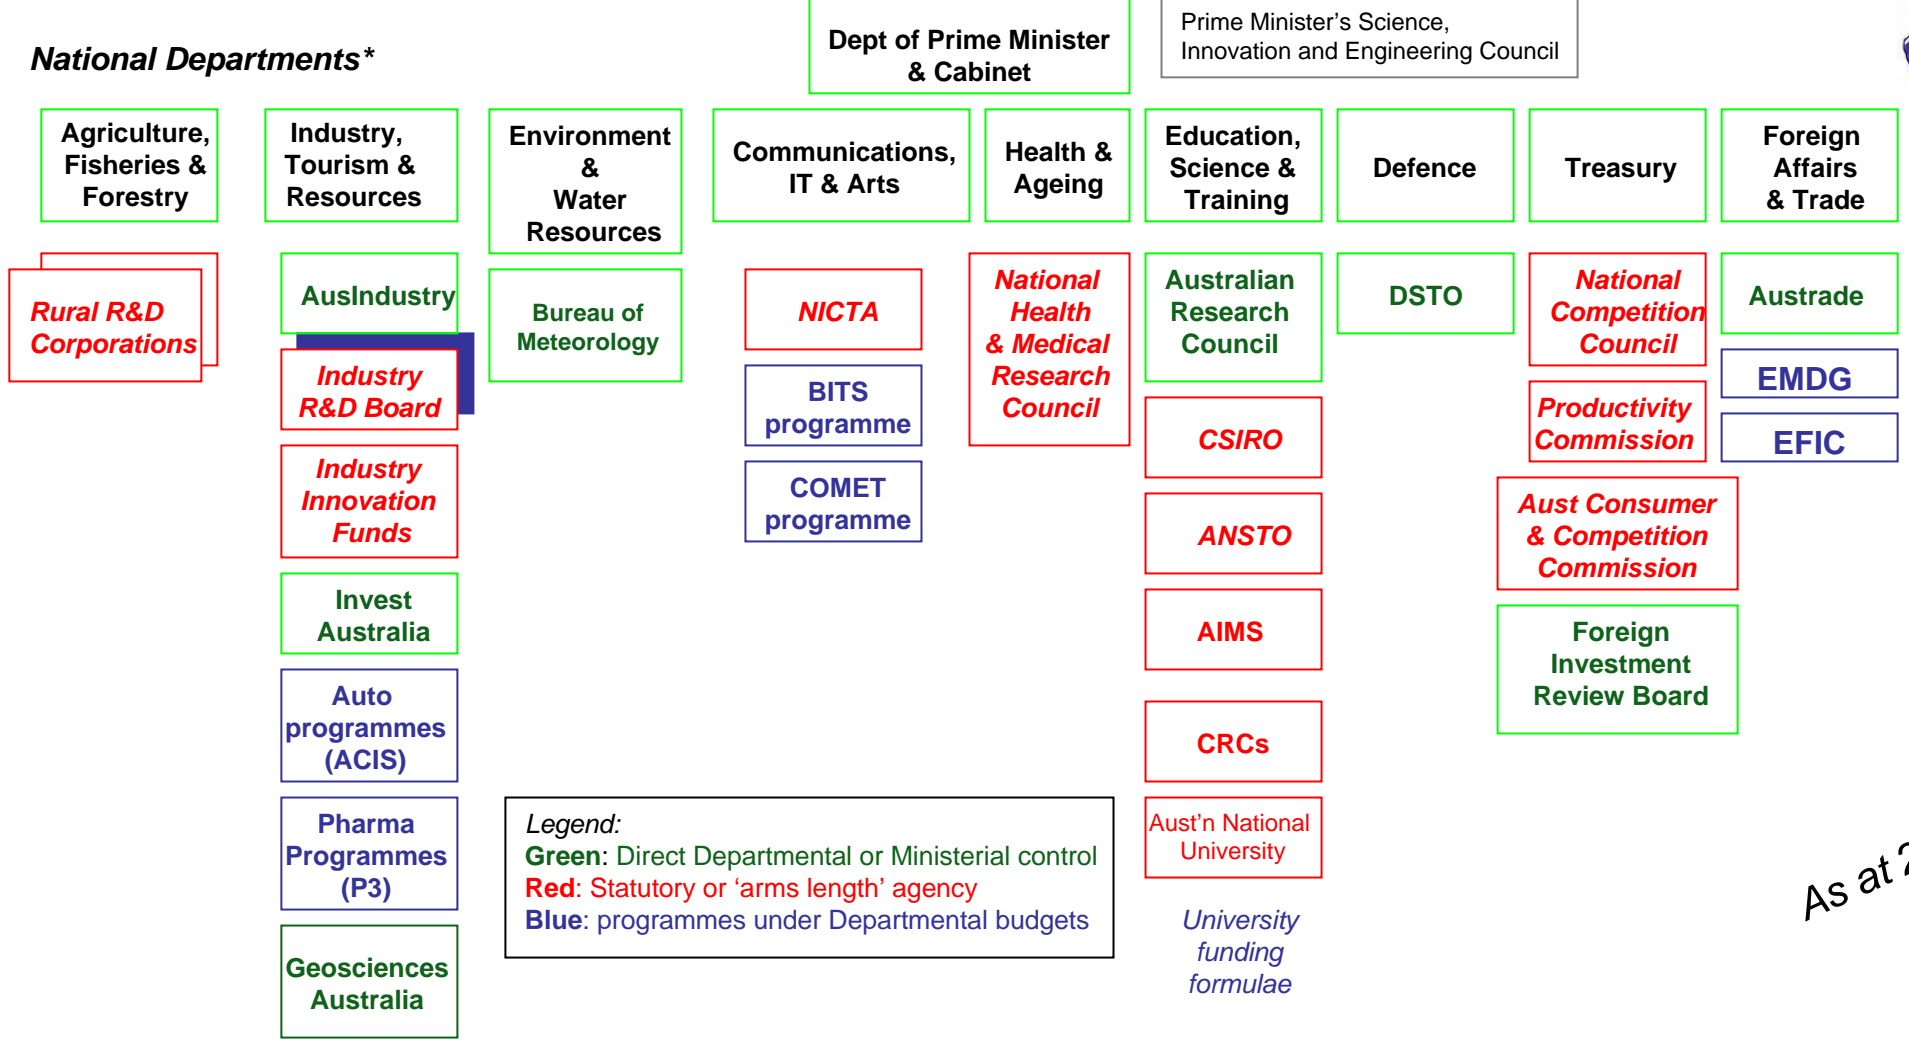 National Departments*
Dept of Prime Minister
& Cabinet
Prime Minister's Science,
Innovation and Engineering Council
Agriculture,
Fisheries &
Forestry
Industry,
Tourism &
Resources
Environment
&
Water
Resources
Communications,
IT & Arts
Health &
Ageing
Education,
Science &
Training
Defence
Treasury
Foreign
Affairs
& Trade
Rural R&D
Corporations
AusIndustry
Industry
R&D Board
Industry
Innovation
Funds
Invest
Australia
Auto
programmes
(ACIS)
Pharma
Programmes
(P3)
Geosciences
Australia
Bureau of
Meteorology
NICTA
BITS
programme
COMET
programme
National
Health
& Medical
Research
Council
Australian
Research
Council
CSIRO
ANSTO
AIMS
CRCs
Aust'n National
University
University
funding
formulae
DSTO
National
Competition
Council
Productivity
Commission
Aust Consumer
& Competition
Commission
Foreign
Investment
Review Board
Austrade
EMDG
EFIC
Legend:
Green: Direct Departmental or Ministerial control
Red: Statutory or ‘arms length’ agency
Blue: programmes under Departmental budgets
As at